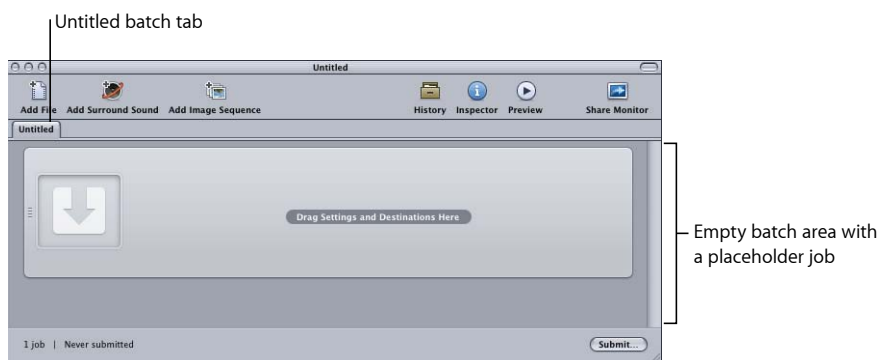 Untitled batch tab
Untitled
Add File Add Surround Sound Add Image Sequence History Inspector Preview Share Monitor
Untitled
Drag Settings and Destinations Here
Empty batch area with
a placeholder job
1 job | Never submitted
Submit...